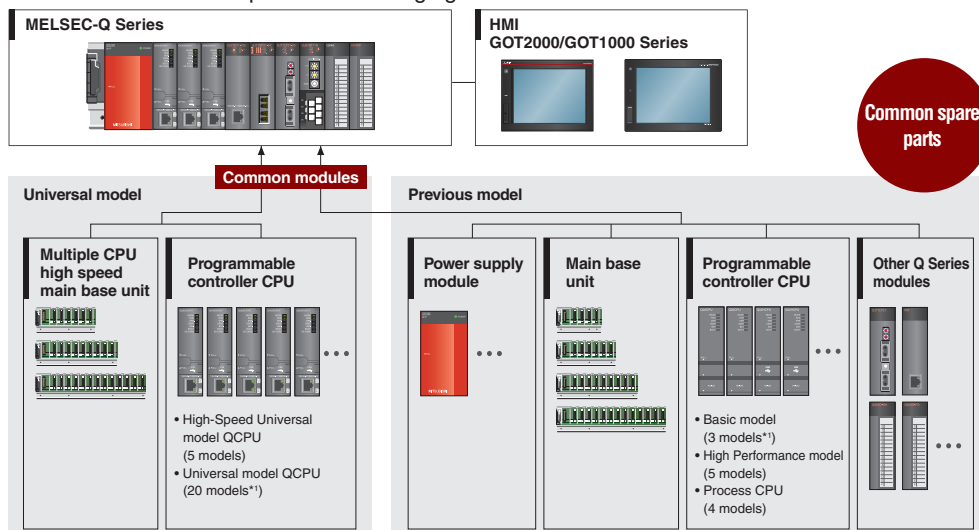 MELSEC-Q Series
HMI
GOT2000/GOT1000 Series
Common spare
parts
Common modules
Universal model
Previous model
Multiple CPU
high speed
main base unit
Programmable
controller CPU
• High-Speed Universal
model QCPU
(5 models)
• Universal model QCPU
(20 models*1)
Power supply
module
Main base
unit
Programmable
controller CPU
• Basic model
(3 models*1)
• High Performance model
(5 models)
• Process CPU
(4 models)
Other Q Series
modules